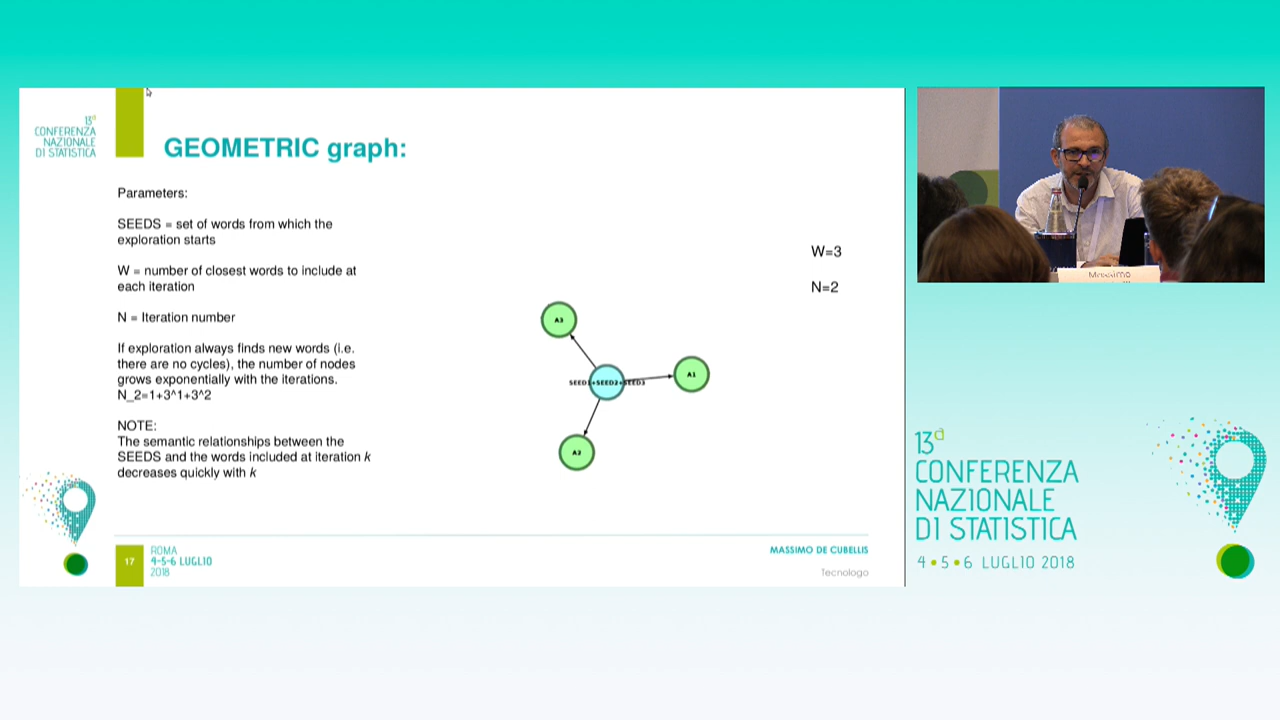 13ª
CONFERENZA
NAZIONALE
DI STATISTICA
GEOMETRIC graph:
Parameters:
SEEDS = set of words from which the
exploration starts
W = number of closest words to include at
each iteration
N = Iteration number
If exploration always finds new words (i.e.
there are no cycles), the number of nodes
grows exponentially with the iterations.
N_2=1+3^1+3^2
NOTE:
The semantic relationships between the
SEEDS and the words included at iteration k
decreases quickly with k
W=3
N=2
A3
SEED1+SEED2+SEED3
A1
A2
17
ROMA
4-5-6 LUGLIO
2018
MASSIMO DE CUBELLIS
Tecnologo
Massimo
13ª
CONFERENZA
NAZIONALE
DI STATISTICA
4•5•6 LUGLIO 2018